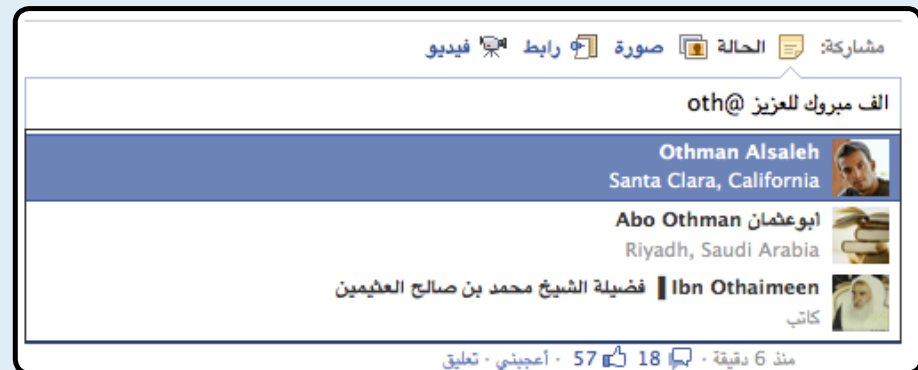 مشاركة: الحالة صورة رابط فيديو
الف مبروك للعزيز @oth
Othman Alsaleh
Santa Clara, California
Abo Othman ابوعثمان
Riyadh, Saudi Arabia
Ibn Othaimeen ▌ فضيلة الشيخ محمد بن صالح العثيمين
كاتب
منذ 6 دقيقة · 18 57 · أعجبني · تعليق